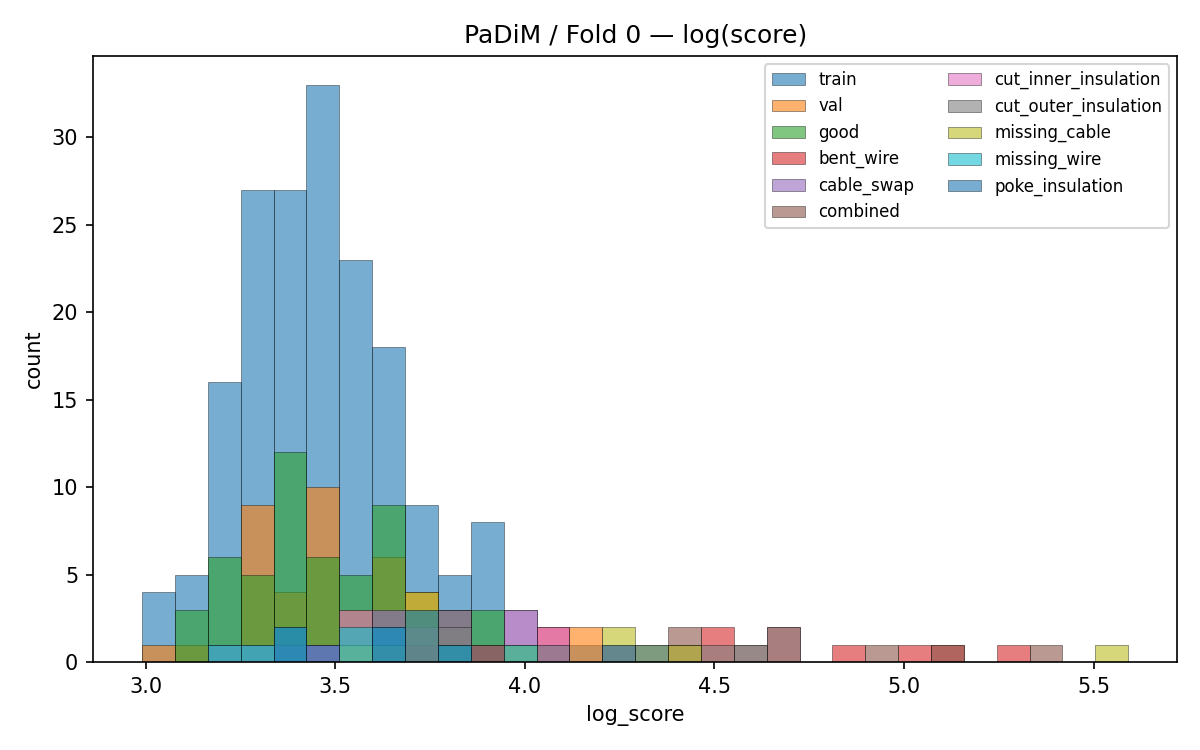 PaDiM / Fold 0 — log(score)
train
val
good
bent_wire
cable_swap
combined
cut_inner_insulation
cut_outer_insulation
missing_cable
missing_wire
poke_insulation
count
30
25
20
15
10
5
0
3.0 3.5 4.0 4.5 5.0 5.5
log_score